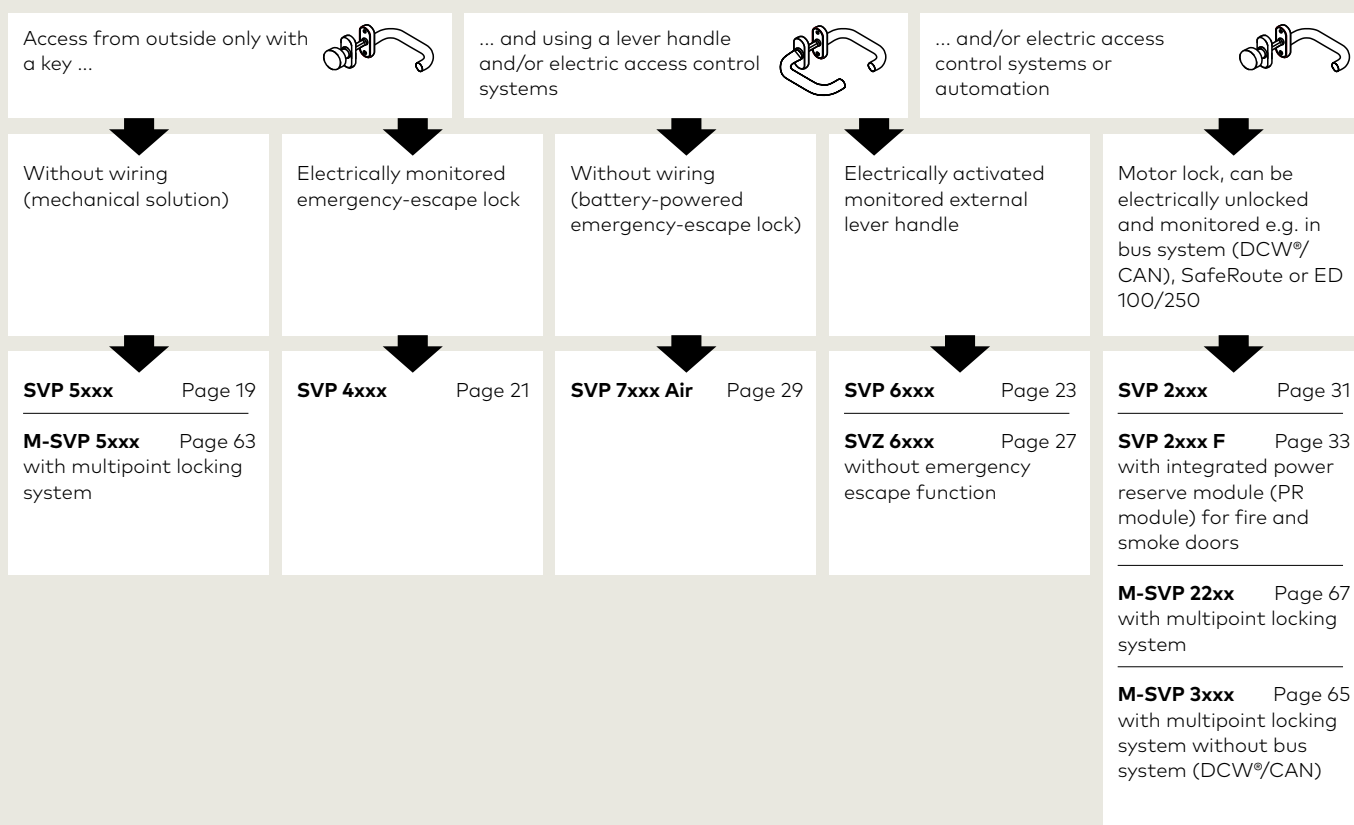 Access from outside only with
a key ...
... and using a lever handle
and/or electric access control
systems
... and/or electric access
control systems or
automation
Without wiring
(mechanical solution)
Electrically monitored
emergency-escape lock
Without wiring
(battery-powered
emergency-escape lock)
Electrically activated
monitored external
lever handle
Motor lock, can be
electrically unlocked
and monitored e.g. in
bus system (DCW®/
CAN), SafeRoute or ED
100/250
SVP 5xxx Page 19
M-SVP 5xxx Page 63
with multipoint locking
system
SVP 4xxx Page 21
SVP 7xxx Air Page 29
SVP 6xxx Page 23
SVZ 6xxx Page 27
without emergency
escape function
SVP 2xxx Page 31
SVP 2xxx F Page 33
with integrated power
reserve module (PR
module) for fire and
smoke doors
M-SVP 22xx Page 67
with multipoint locking
system
M-SVP 3xxx Page 65
with multipoint locking
system without bus
system (DCW®/CAN)